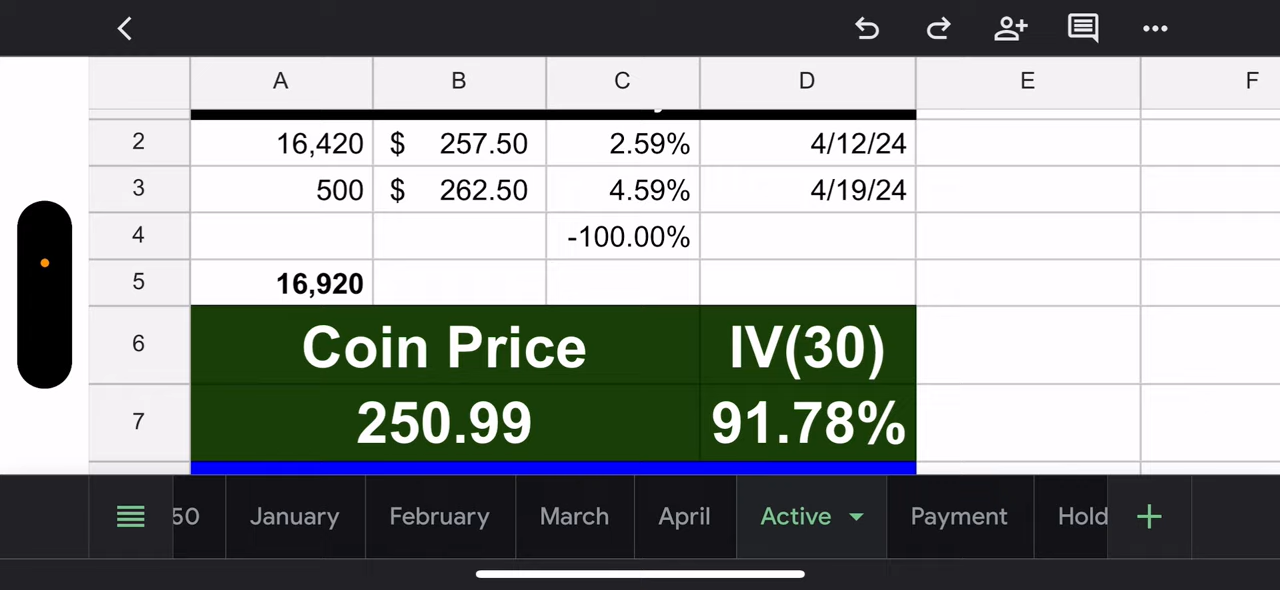 A B C D E F
2 16,420 $ 257.50 2.59% 4/12/24
3 500 $ 262.50 4.59% 4/19/24
4 -100.00%
5 16,920
6 Coin Price IV(30)
7 250.99 91.78%
50 January February March April Active Payment Hold